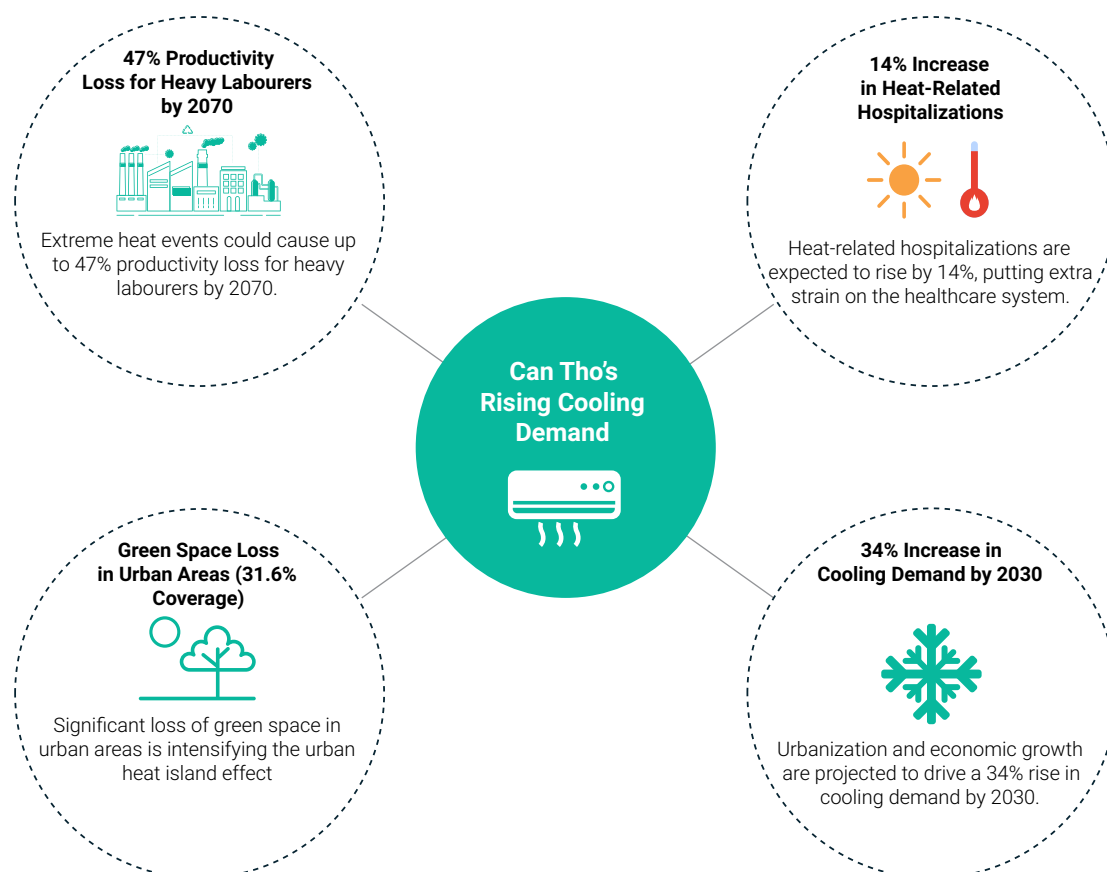 47% Productivity
Loss for Heavy Labourers
by 2070
Extreme heat events could cause up
to 47% productivity loss for heavy
labourers by 2070.
14% Increase
in Heat-Related
Hospitalizations
Heat-related hospitalizations are
expected to rise by 14%, putting extra
strain on the healthcare system.
Can Tho’s
Rising Cooling
Demand
Green Space Loss
in Urban Areas (31.6%
Coverage)
Significant loss of green space in
urban areas is intensifying the urban
heat island effect
34% Increase in
Cooling Demand by 2030
Urbanization and economic growth
are projected to drive a 34% rise in
cooling demand by 2030.